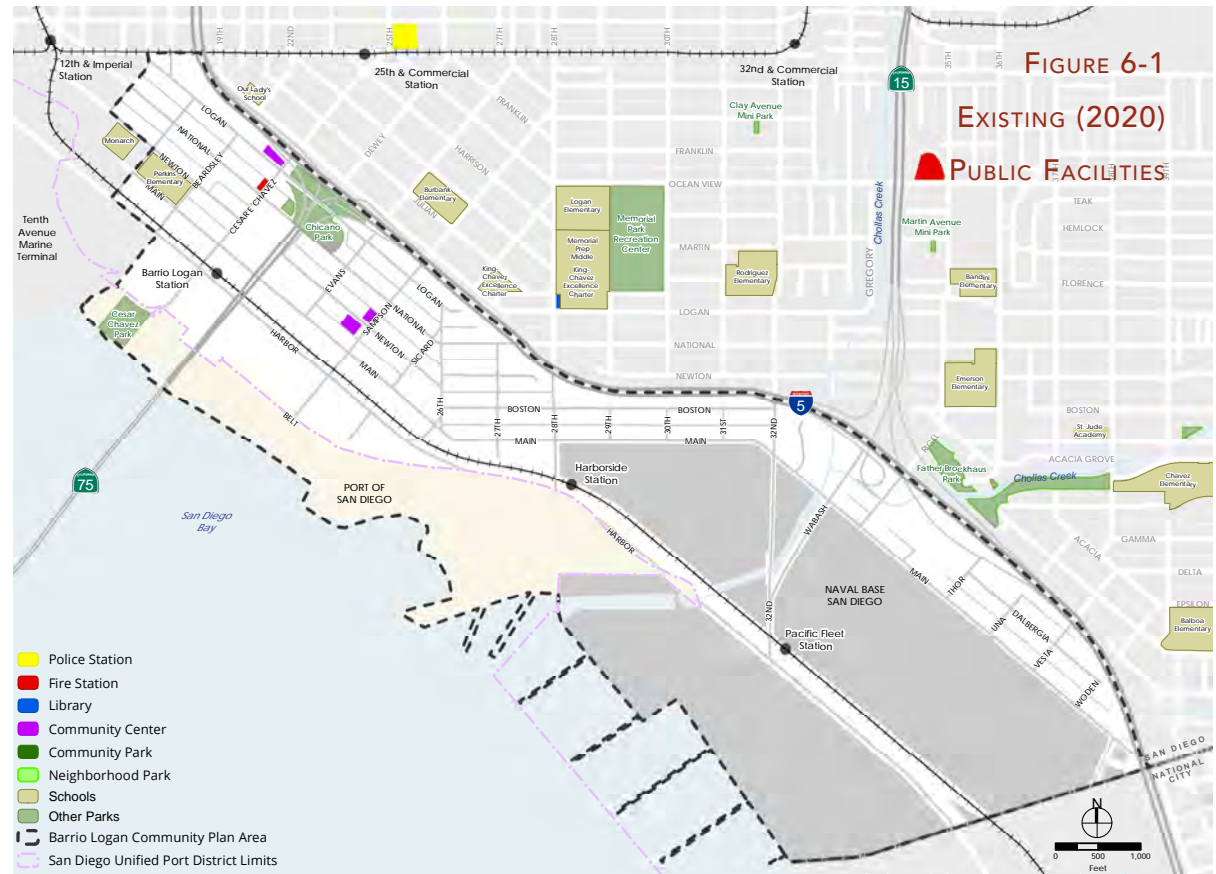 FIGURE 6-1
EXISTING (2020)
PUBLIC FACILITIES
19TH
22ND
25TH
27TH
28TH
30TH
35TH
36TH
12th & Imperial
Station
25th & Commercial
Station
32nd & Commercial
Station
CALIFORNIA
15
Our Lady's
School
Clay Avenue
Mini Park
FRANKLIN
DEWEY
HARRISON
LOGAN
NATIONAL
NEWTON
BEARDSLEY
MAIN
CESAR E CHAVEZ
Monarch
Perkins
Elementary
Burbank
Elementary
JULIAN
FRANKLIN
OCEAN VIEW
Logan
Elementary
Memorial
Park
Recreation
Center
Memorial
Prep
Middle
King-
Chavez
Excellence
Charter
King-
Chavez
Excellence
Charter
MARTIN
Rodriguez
Elementary
LOGAN
NATIONAL
NEWTON
Chollas Creek
GREGORY
Martin Avenue
Mini Park
TEAK
HEMLOCK
FLORENCE
Bandini
Elementary
Emerson
Elementary
BOSTON
St. Jude
Academy
ACACIA GROVE
Father Brockhaus
Park
Chollas Creek
Chavez
Elementary
ACACIA
GAMMA
DELTA
EPSILON
Balboa
Elementary
Tenth
Avenue
Marine
Terminal
Chicano
Park
Barrio Logan
Station
Cesar
Chavez
Park
EVANS
LOGAN
SAMPSON
NATIONAL
NEWTON
SICARD
HARBOR
MAIN
BELT
26TH
27TH
28TH
29TH
30TH
31ST
32ND
BOSTON
BOSTON
MAIN
MAIN
INTERSTATE
5
Harborside
Station
CALIFORNIA
75
PORT OF
SAN DIEGO
San Diego
Bay
HARBOR
WABASH
32ND
NAVAL BASE
SAN DIEGO
Pacific Fleet
Station
MAIN
THOR
UNA
DALBERGIA
VESTA
WODEN
SAN DIEGO
NATIONAL
CITY
Police Station
Fire Station
Library
Community Center
Community Park
Neighborhood Park
Schools
Other Parks
Barrio Logan Community Plan Area
San Diego Unified Port District Limits
N
0 500 1,000
Feet